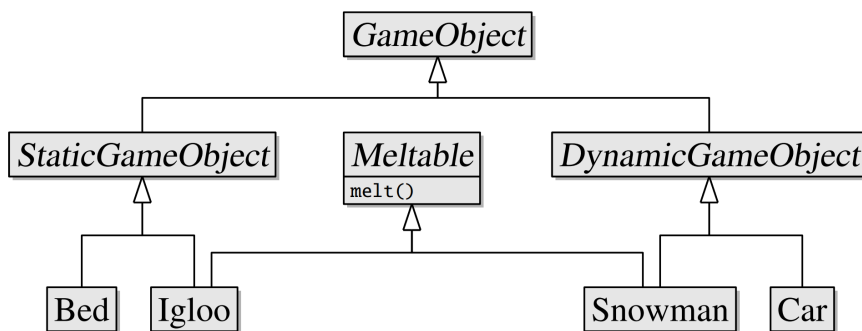 GameObject
StaticGameObject
Meltable
DynamicGameObject
melt()
Bed
Igloo
Snowman
Car